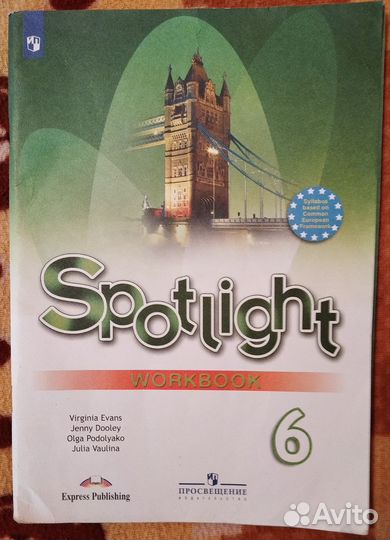 Syllabus
based on
Common
European
Framework
Spotlight
WORKBOOK
Virginia Evans
Jenny Dooley
Olga Podolyako
Julia Vaulina
6
Express Publishing
ПРОСВЕЩЕНИЕ
ИЗДАТЕЛЬСТВО
Avito